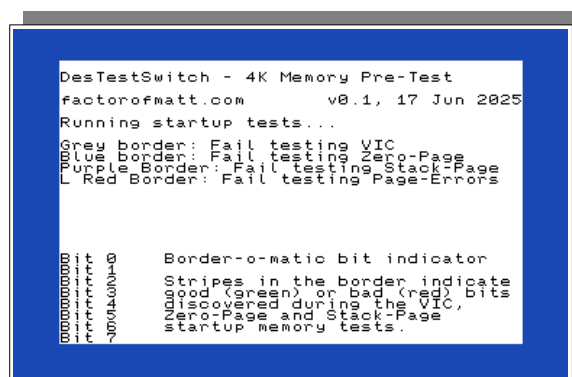 DesTestSwitch - 4K Memory Pre-Test
factorofmatt.com v0.1, 17 Jun 2025
Running startup tests...
Grey border: Fail testing VIC
Blue border: Fail testing Zero-Page
Purple Border: Fail testing Stack-Page
L Red Border: Fail testing Page-Errors
Bit 0 Border-o-matic bit indicator
Bit 1
Bit 2 Stripes in the border indicate
Bit 3 good (green) or bad (red) bits
Bit 4 discovered during the VIC,
Bit 5 Zero-Page and Stack-Page
Bit 6 startup memory tests.
Bit 7